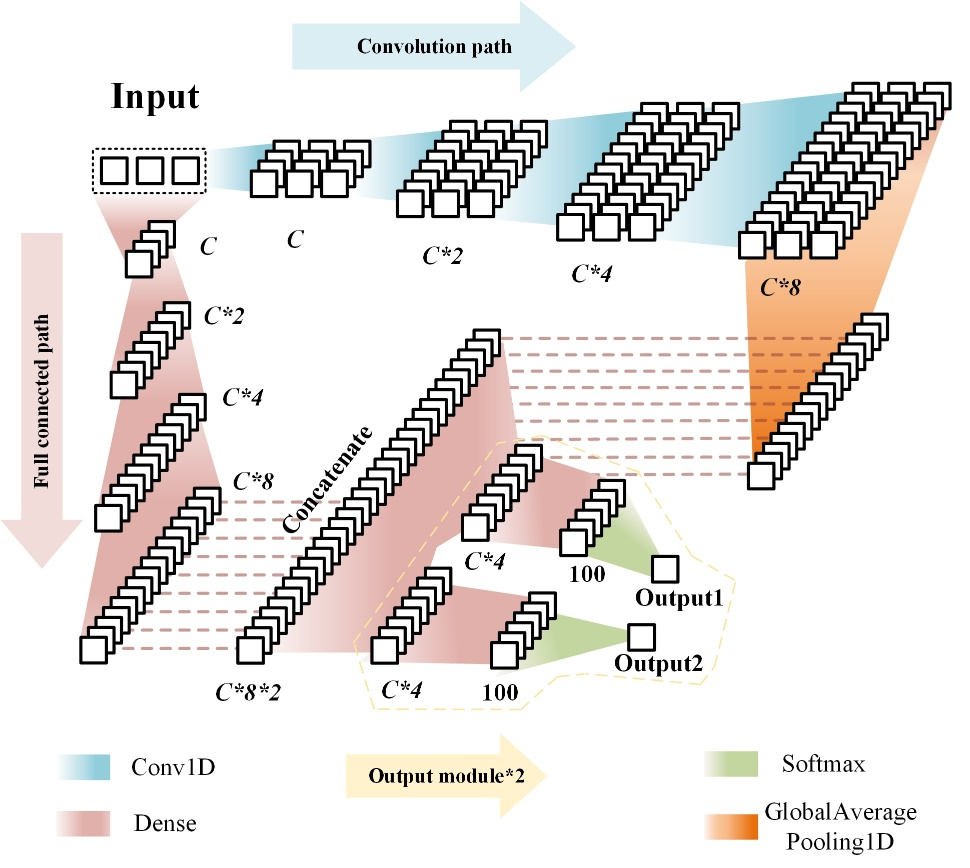 Convolution path
Input
C
C
C*2
C*4
C*8
Full connected path
C*2
C*4
C*8
Concatenate
C*4
100
Output1
Output2
C*8*2
C*4
100
Conv1D
Dense
Output module*2
Softmax
GlobalAverage
Pooling1D